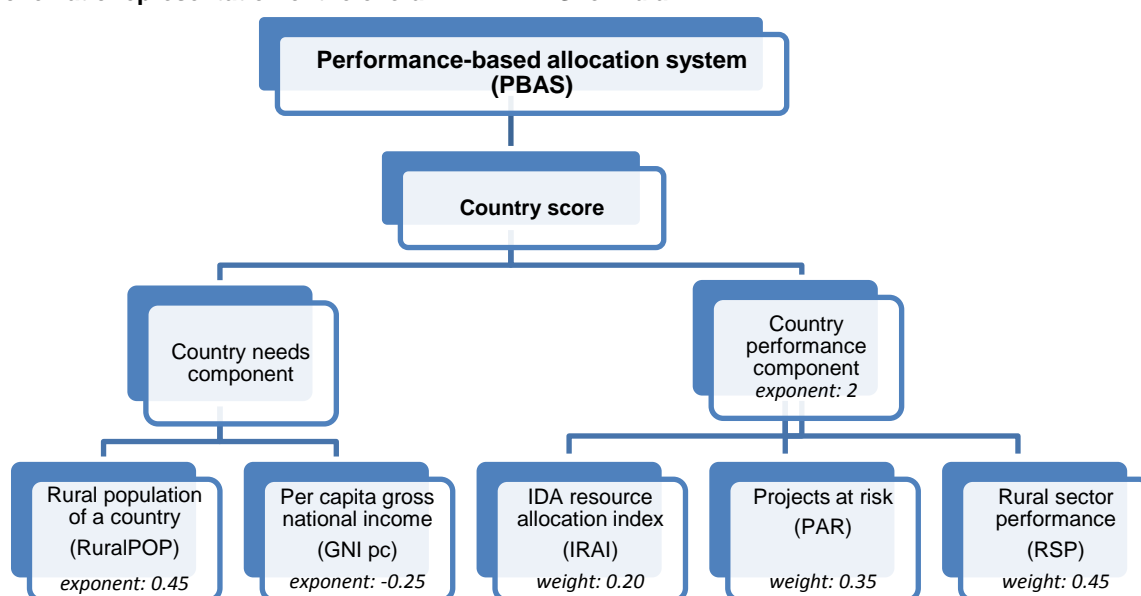 Performance-based allocation system
(PBAS)
Country score
Country needs
component
Country
performance
component
exponent: 2
Rural population
of a country
(RuralPOP)
exponent: 0.45
Per capita gross
national income
(GNI pc)
exponent: -0.25
IDA resource
allocation index
(IRAI)
weight: 0.20
Projects at risk
(PAR)
weight: 0.35
Rural sector
performance
(RSP)
weight: 0.45